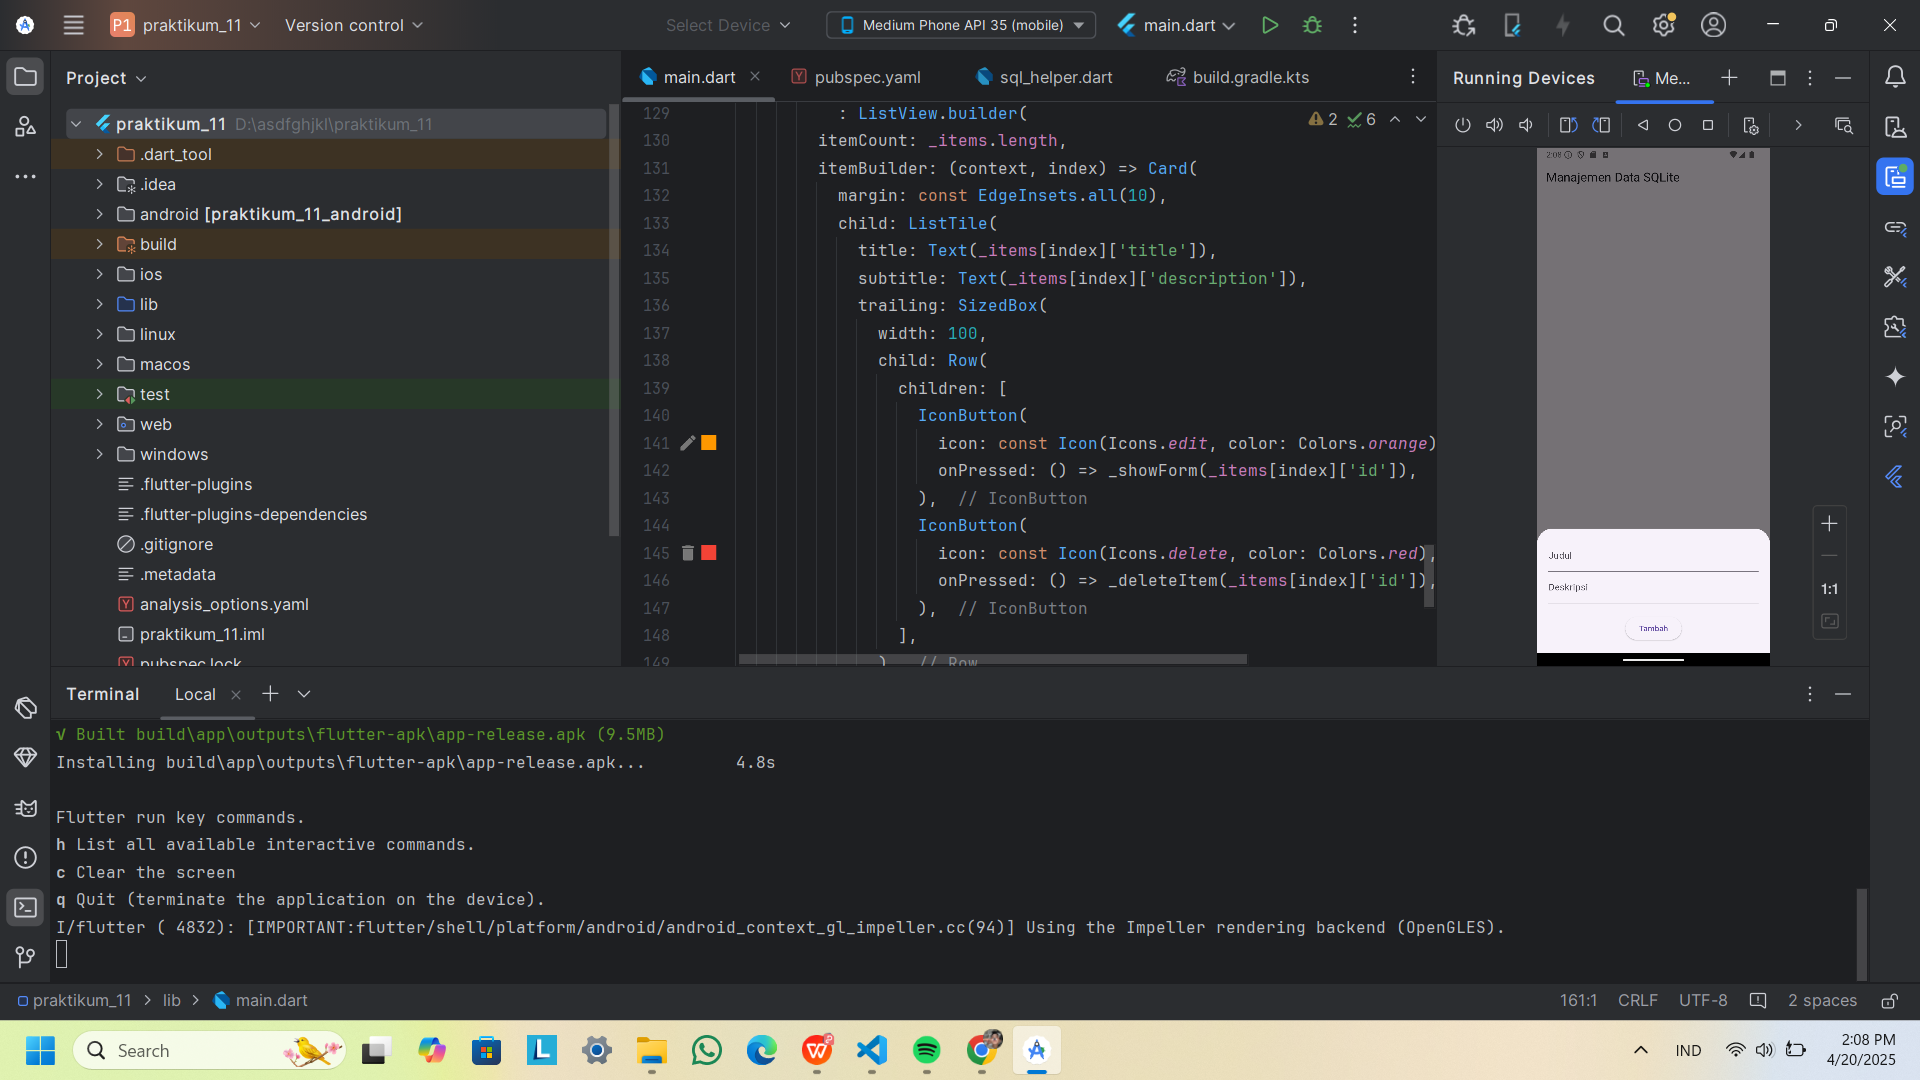 P1 praktikum_11
Version control
Select Device
Medium Phone API 35 (mobile)
main.dart
Project
praktikum_11 D:\asdfghjkl\praktikum_11
.dart_tool
.idea
android [praktikum_11_android]
build
ios
lib
linux
macos
test
web
windows
.flutter-plugins
.flutter-plugins-dependencies
.gitignore
.metadata
analysis_options.yaml
praktikum_11.iml
pubspec.lock
main.dart
pubspec.yaml
sql_helper.dart
build.gradle.kts
2 6
129 : ListView.builder(
130 itemCount: _items.length,
131 itemBuilder: (context, index) => Card(
132 margin: const EdgeInsets.all(10),
133 child: ListTile(
134 title: Text(_items[index]['title']),
135 subtitle: Text(_items[index]['description']),
136 trailing: SizedBox(
137 width: 100,
138 child: Row(
139 children: [
140 IconButton(
141 icon: const Icon(Icons.edit, color: Colors.orange)
142 onPressed: () => _showForm(_items[index]['id']),
143 ), // IconButton
144 IconButton(
145 icon: const Icon(Icons.delete, color: Colors.red),
146 onPressed: () => _deleteItem(_items[index]['id']),
147 ), // IconButton
148 ],
149 ) // Row
Running Devices
Me...
2:08
Manajemen Data SQLite
Judul
Deskripsi
Tambah
1:1
Terminal
Local
√ Built build\app\outputs\flutter-apk\app-release.apk (9.5MB)
Installing build\app\outputs\flutter-apk\app-release.apk... 4.8s
Flutter run key commands.
h List all available interactive commands.
c Clear the screen
q Quit (terminate the application on the device).
I/flutter ( 4832): [IMPORTANT:flutter/shell/platform/android/android_context_gl_impeller.cc(94)] Using the Impeller rendering backend (OpenGLES).
praktikum_11 > lib > main.dart
161:1 CRLF UTF-8 2 spaces
Search
IND
2:08 PM
4/20/2025